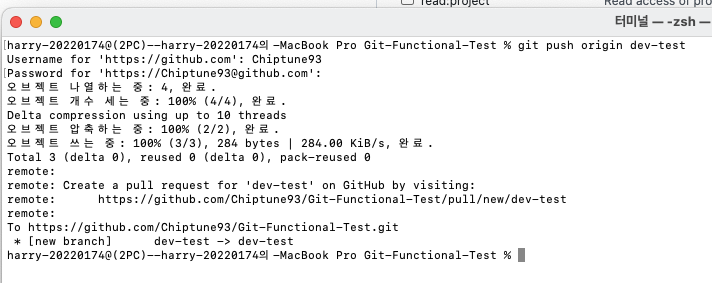 read.project
Read access of pro
터미널 — -zsh —
harry-20220174@(2PC)--harry-20220174의-MacBook Pro Git-Functional-Test % git push origin dev-test
Username for 'https://github.com': Chiptune93
Password for 'https://Chiptune93@github.com':
오브젝트 나열하는 중: 4, 완료.
오브젝트 개수 세는 중: 100% (4/4), 완료.
Delta compression using up to 10 threads
오브젝트 압축하는 중: 100% (2/2), 완료.
오브젝트 쓰는 중: 100% (3/3), 284 bytes | 284.00 KiB/s, 완료.
Total 3 (delta 0), reused 0 (delta 0), pack-reused 0
remote:
remote: Create a pull request for 'dev-test' on GitHub by visiting:
remote:      https://github.com/Chiptune93/Git-Functional-Test/pull/new/dev-test
remote:
To https://github.com/Chiptune93/Git-Functional-Test.git
 * [new branch]      dev-test -> dev-test
harry-20220174@(2PC)--harry-20220174의-MacBook Pro Git-Functional-Test %